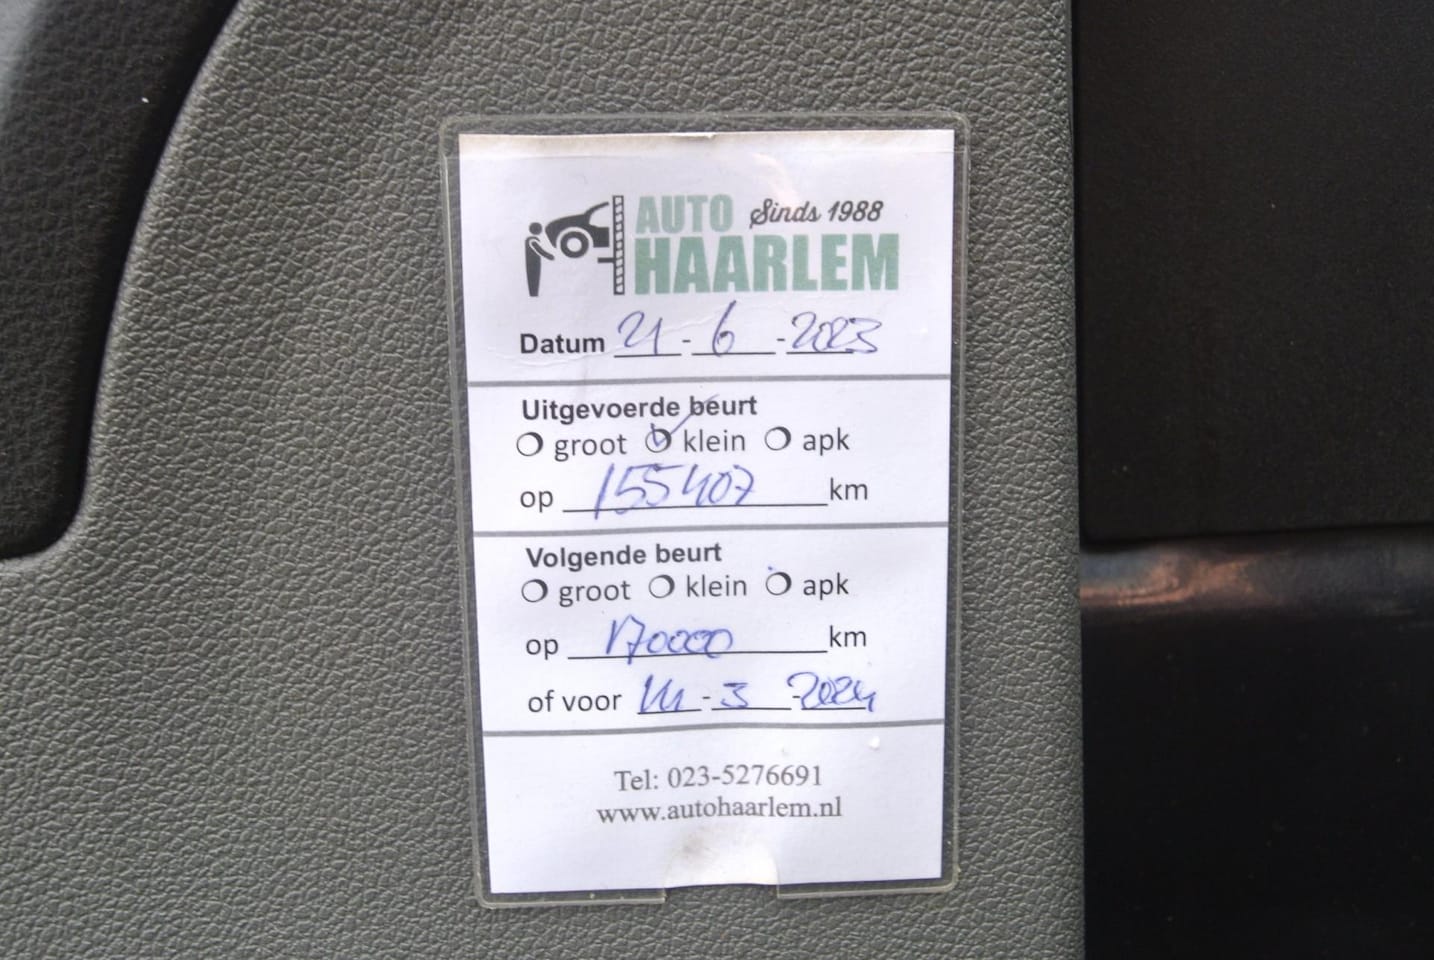 AUTO Sinds 1988
HAARLEM
Datum 21-6-2023
Uitgevoerde beurt
groot klein apk
op 155407 km
Volgende beurt
groot klein apk
op 170000 km
of voor -3-2024
Tel: 023-5276691
www.autohaarlem.nl